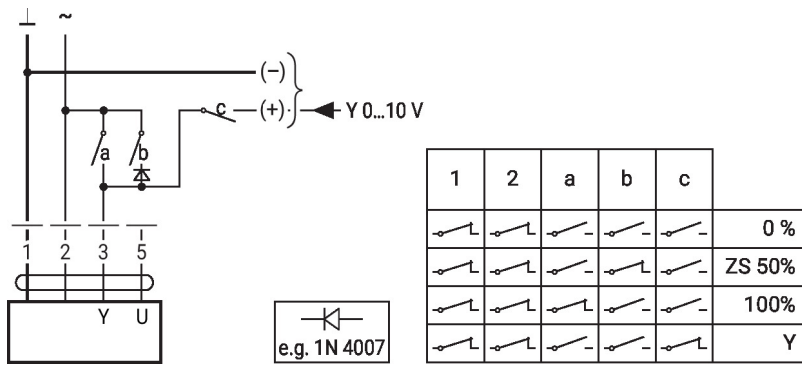 ⊥ ~
(−)
c (+) Y 0...10 V
a b
1 2 3 5
Y U
e.g. 1N 4007
1 2 a b c
0 %
ZS 50%
100%
Y